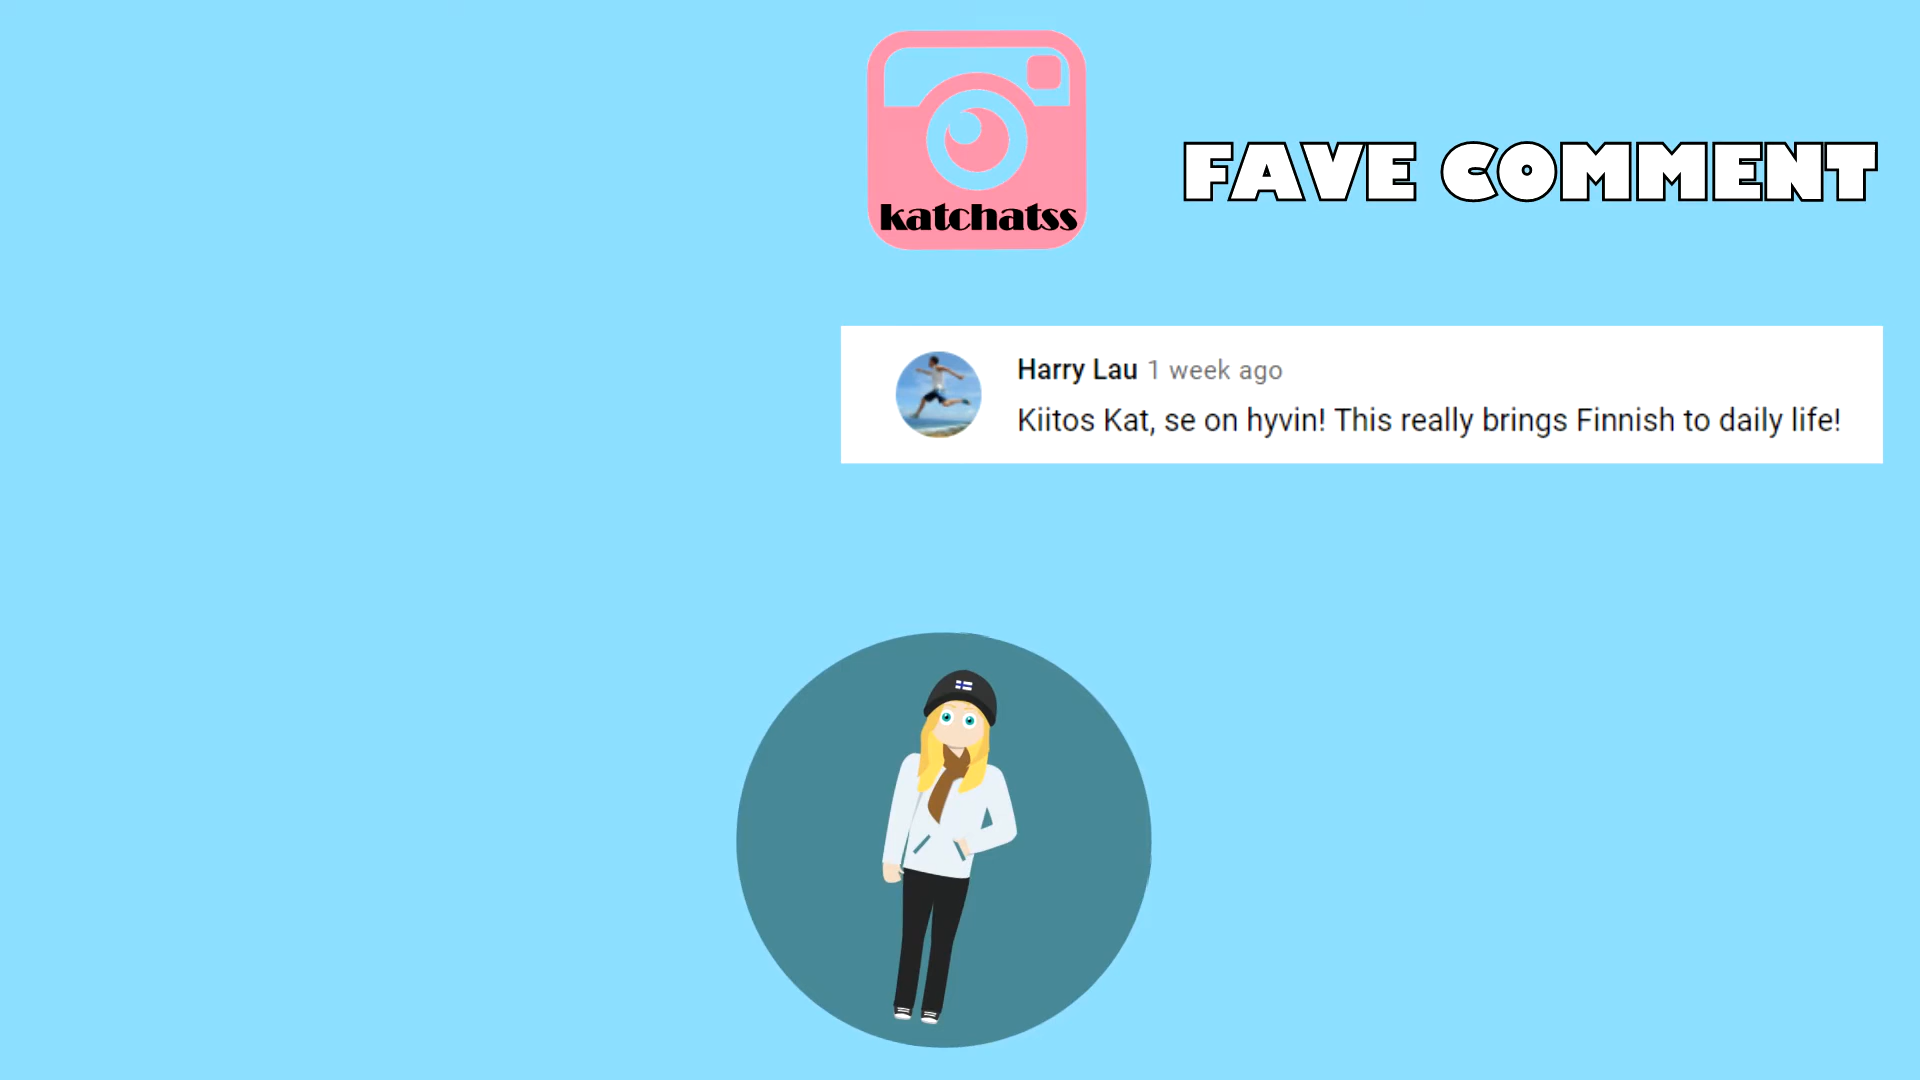 katchatss
FAVE COMMENT
Harry Lau 1 week ago
Kiitos Kat, se on hyvin! This really brings Finnish to daily life!